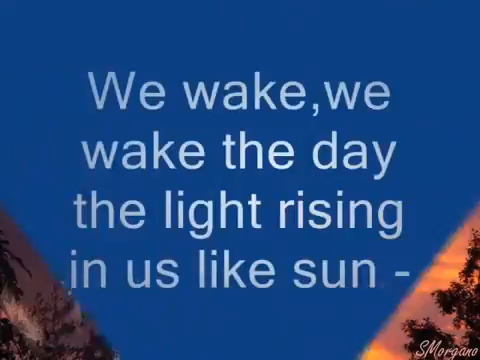 We wake,we
wake the day
the light rising
in us like sun -
SMorgano